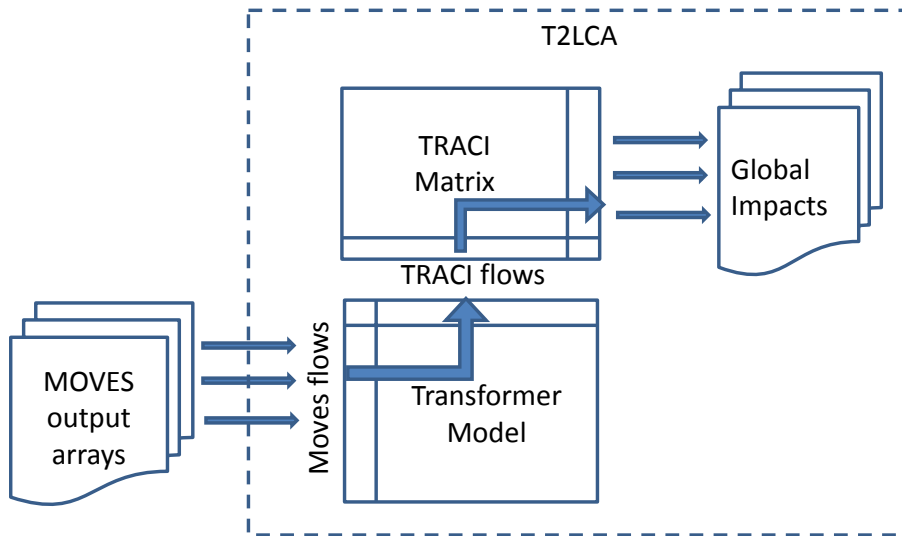 T2LCA
TRACI
Matrix
Global
Impacts
TRACI flows
MOVES
output
arrays
Moves flows
Transformer
Model